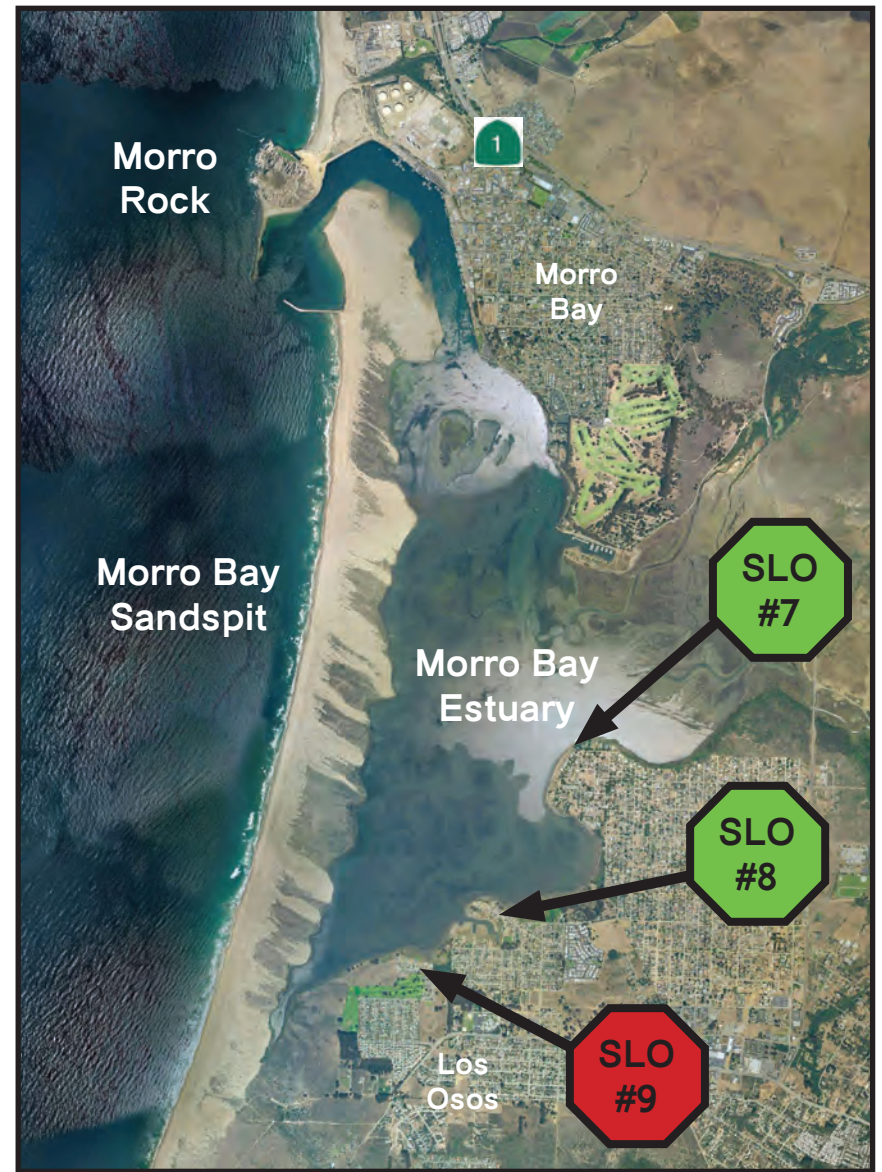 1
Morro
Rock
Morro
Bay
Morro Bay
Sandspit
SLO
#7
Morro Bay
Estuary
SLO
#8
SLO
#9
Los
Osos